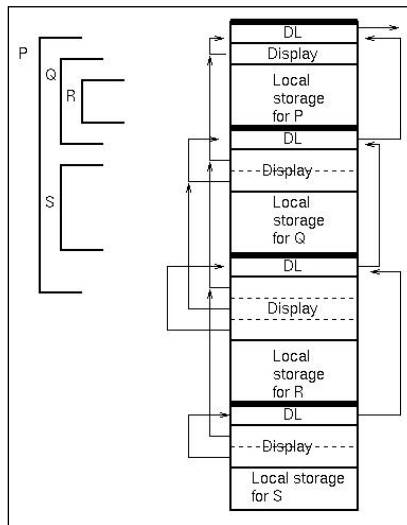 P
Q
R
S
DL
Display
Local
storage
for P
DL
Display
Local
storage
for Q
DL
Display
Local
storage
for R
DL
Display
Local storage
for S